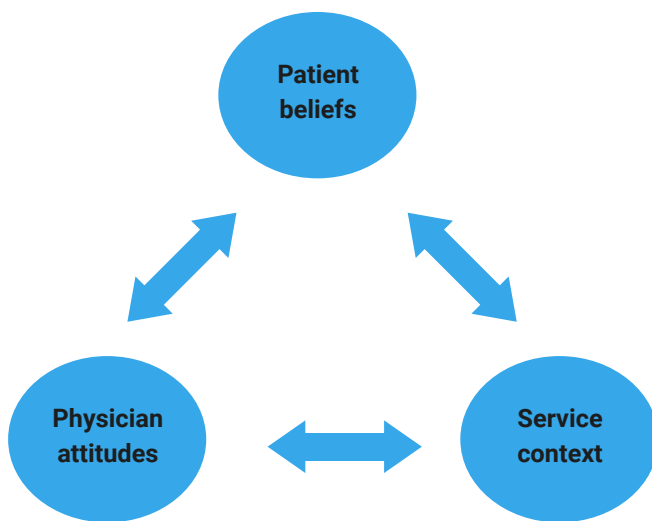 Patient
beliefs
Physician
attitudes
Service
context